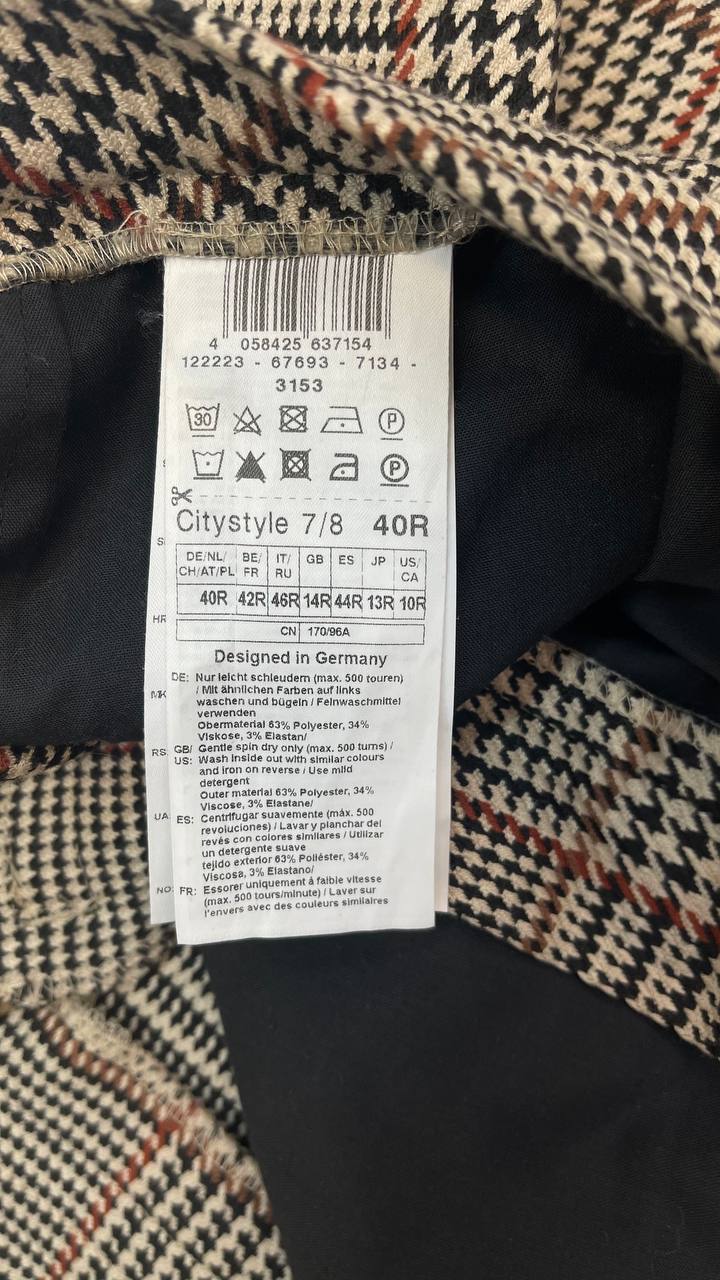 4 058425 637154
122223 - 67693 - 7134 -
3153
30 P
P
Citystyle 7/8 40R
DE/NL/ CH/AT/PL BE/ FR IT/ RU GB ES JP US/ CA
40R 42R 46R 14R 44R 13R 10R
CN 170/96A
Designed in Germany
DE: Nur leicht schleudern (max. 500 touren)
/ Mit ähnlichen Farben auf links
waschen und bügeln / Feinwaschmittel
verwenden
Obermaterial 63% Polyester, 34%
Viskose, 3% Elastan/
GB/ US: Gentle spin dry only (max. 500 turns) /
Wash inside out with similar colours
and iron on reverse / Use mild
detergent
Outer material 63% Polyester, 34%
Viscose, 3% Elastane/
ES: Centrifugar suavemente (máx. 500
revoluciones) / Lavar y planchar del
revés con colores similares / Utilizar
un detergente suave
tejido exterior 63% Poliéster, 34%
Viscosa, 3% Elastano/
FR: Essorer uniquement à faible vitesse
(max. 500 tours/minute) / Laver sur
l'envers avec des couleurs similaires
HR
MK
RS
UA
NO: